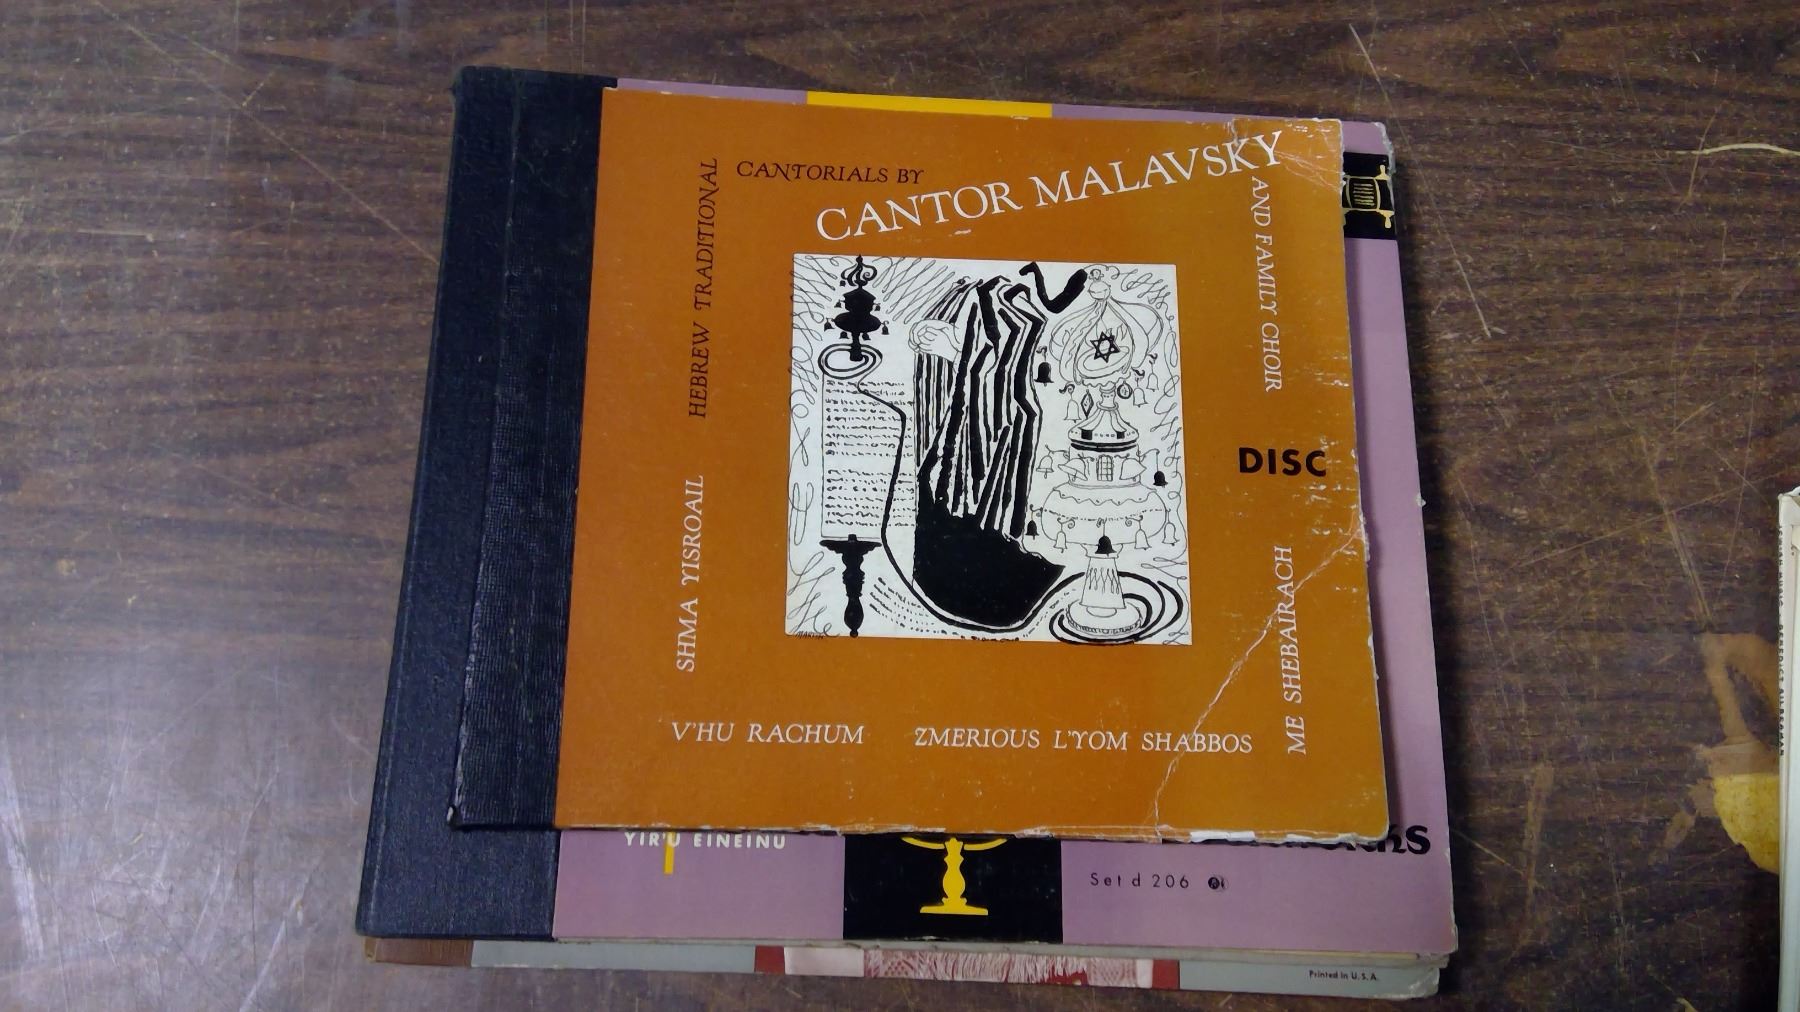 CANTORIALS BY
CANTOR MALAVSKY
AND FAMILY CHOIR
HEBREW TRADITIONAL
DISC
SHMA YISROAIL
ME SHEBAIRACH
V'HU RACHUM
ZMERIOUS L'YOM SHABBOS
YIR'U EINEINU
Set d 206
Printed in U.S.A.